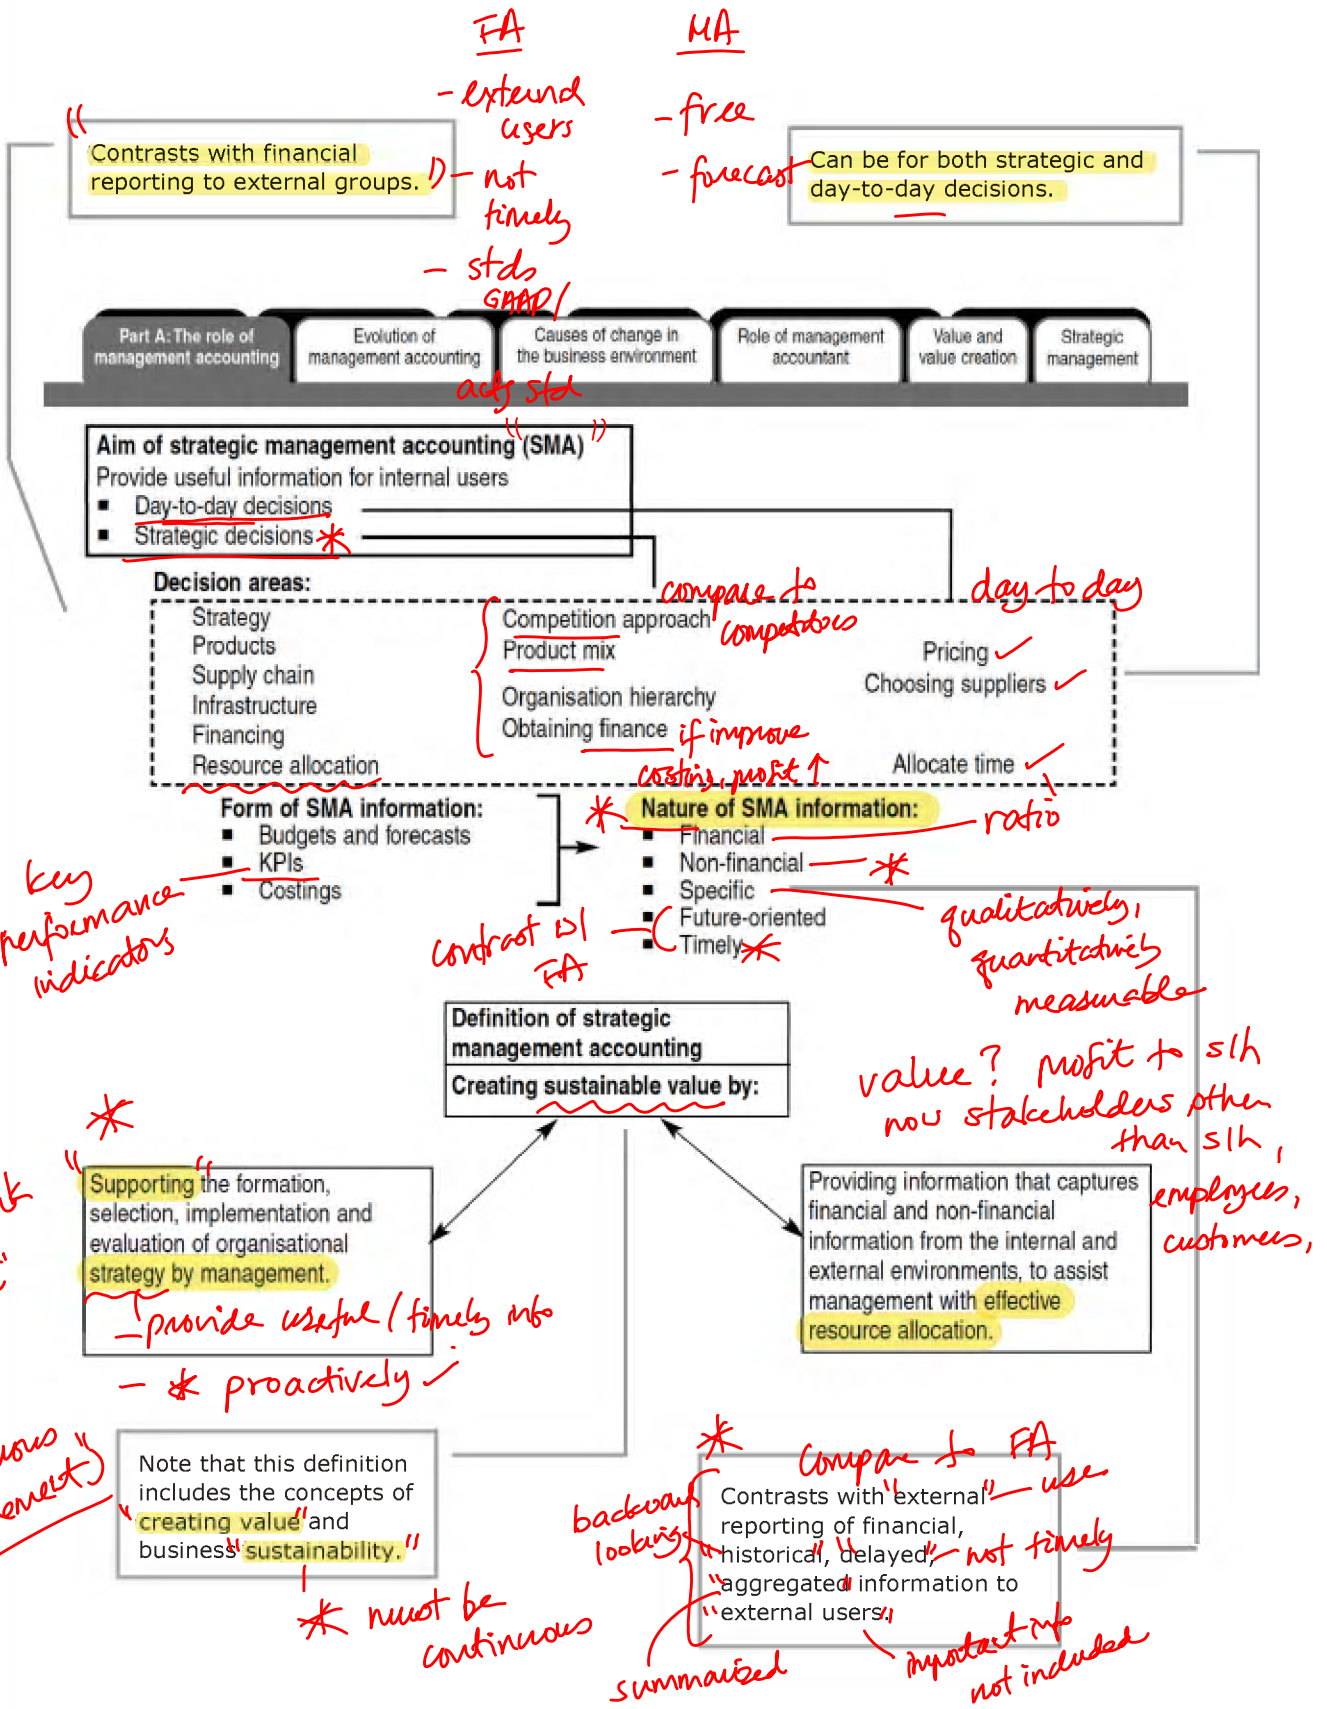 FA
MA
- external
users
- free
Contrasts with financial
reporting to external groups.
- not
timely
- forecast
Can be for both strategic and
day-to-day decisions.
- stds
GAAP/
Part A: The role of
management accounting
Evolution of
management accounting
Causes of change in
the business environment
Role of management
accountant
Value and
value creation
Strategic
management
actg std
Aim of strategic management accounting "(SMA)"
Provide useful information for internal users
■ Day-to-day decisions
■ Strategic decisions *
Decision areas:
compare to
competitors
day to day
Strategy
Products
Supply chain
Infrastructure
Financing
Resource allocation
Competition approach
Product mix
Organisation hierarchy
Obtaining finance
if improve
costing, profit ↑
Pricing ✓
Choosing suppliers ✓
Allocate time ✓
ratio
Form of SMA information:
■ Budgets and forecasts
■ KPIs
■ Costings
key
performance
indicators
* Nature of SMA information:
■ Financial
■ Non-financial *
■ Specific
■ Future-oriented
■ Timely *
contrast w/
FA
qualitatively,
quantitatively
measurable
Definition of strategic
management accounting
Creating sustainable value by:
value? profit to s/h
now stakeholders other
than s/h,
employees,
customers,
*
"Supporting" the formation,
selection, implementation and
evaluation of organisational
strategy by management.
- provide useful/timely info
- * proactively ✓
Providing information that captures
financial and non-financial
information from the internal and
external environments, to assist
management with effective
resource allocation.
Note that this definition
includes the concepts of
"creating value" and
business "sustainability."
* must be
continuous
* Compare to FA
Contrasts with "external" - use
reporting of financial,
"historical," "delayed," - not timely
"aggregated" information to
"external users."
backward
looking
summarized
important info
not included